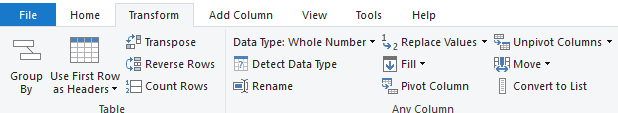 File Home Transform Add Column View Tools Help
Group By
Use First Row as Headers
Transpose
Reverse Rows
Count Rows
Table
Data Type: Whole Number
Detect Data Type
Rename
Replace Values
Fill
Pivot Column
Unpivot Columns
Move
Convert to List
Any Column